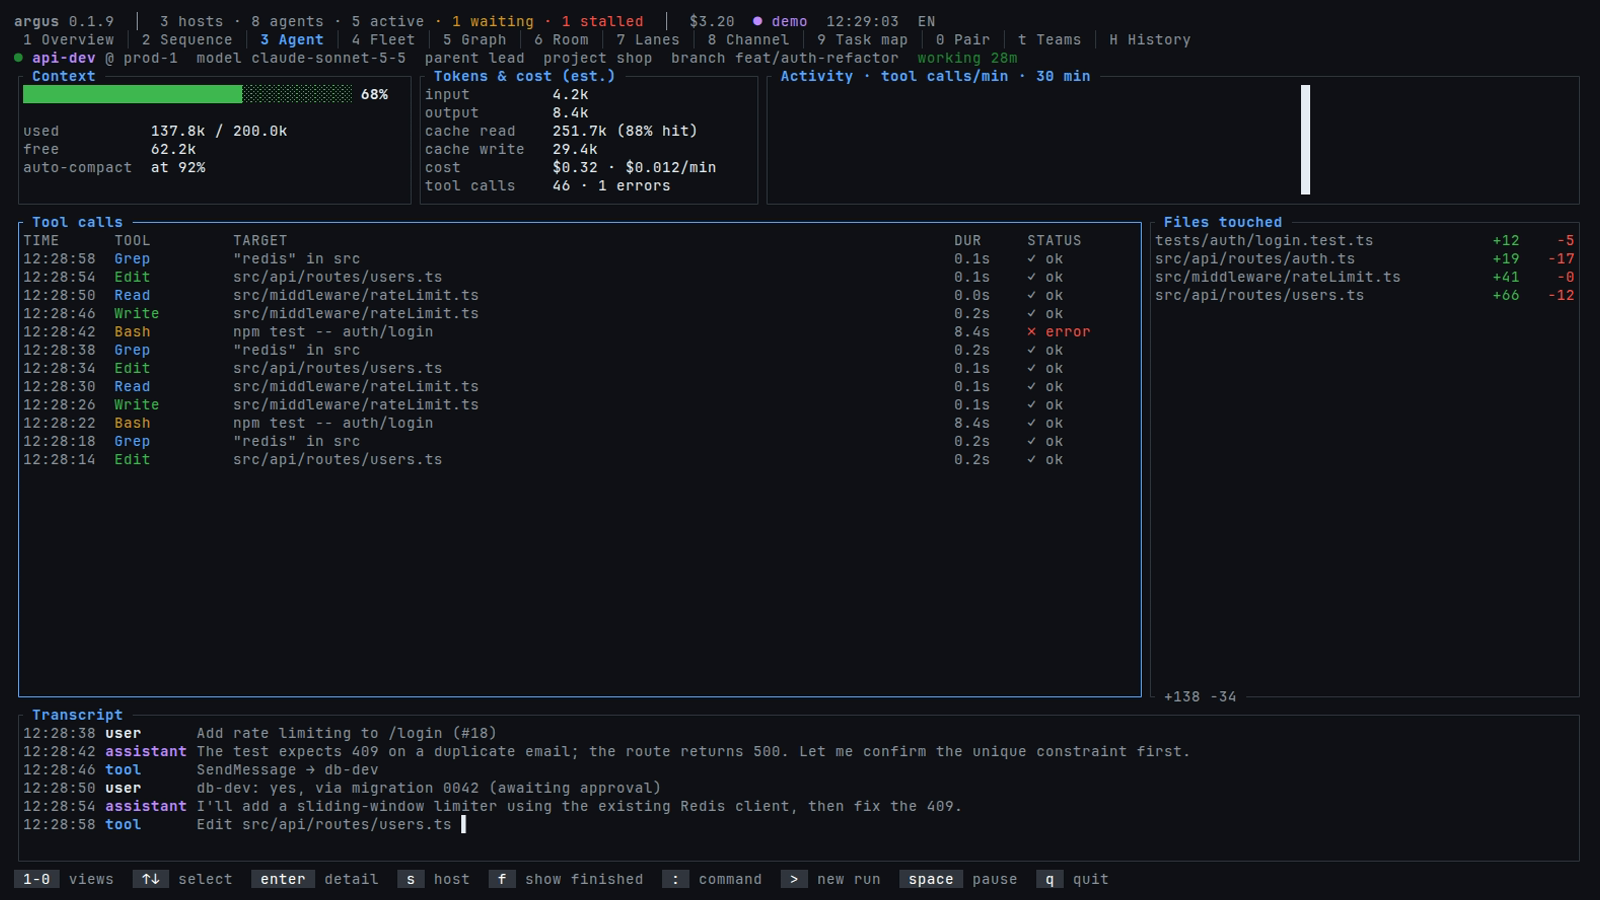 argus 0.1.9 │ 3 hosts · 8 agents · 5 active · 1 waiting · 1 stalled │ $3.20 ● demo 12:29:03 EN
1 Overview │ 2 Sequence │ 3 Agent │ 4 Fleet │ 5 Graph │ 6 Room │ 7 Lanes │ 8 Channel │ 9 Task map │ 0 Pair │ t Teams │ H History
● api-dev @ prod-1 model claude-sonnet-5-5 parent lead project shop branch feat/auth-refactor working 28m
Context
68%
used 137.8k / 200.0k
free 62.2k
auto-compact at 92%
Tokens & cost (est.)
input 4.2k
output 8.4k
cache read 251.7k (88% hit)
cache write 29.4k
cost $0.32 · $0.012/min
tool calls 46 · 1 errors
Activity · tool calls/min · 30 min
Tool calls
TIME TOOL TARGET DUR STATUS
12:28:58 Grep "redis" in src 0.1s ✓ ok
12:28:54 Edit src/api/routes/users.ts 0.1s ✓ ok
12:28:50 Read src/middleware/rateLimit.ts 0.0s ✓ ok
12:28:46 Write src/middleware/rateLimit.ts 0.2s ✓ ok
12:28:42 Bash npm test -- auth/login 8.4s ✕ error
12:28:38 Grep "redis" in src 0.2s ✓ ok
12:28:34 Edit src/api/routes/users.ts 0.1s ✓ ok
12:28:30 Read src/middleware/rateLimit.ts 0.1s ✓ ok
12:28:26 Write src/middleware/rateLimit.ts 0.1s ✓ ok
12:28:22 Bash npm test -- auth/login 8.4s ✓ ok
12:28:18 Grep "redis" in src 0.2s ✓ ok
12:28:14 Edit src/api/routes/users.ts 0.2s ✓ ok
Files touched
tests/auth/login.test.ts +12 -5
src/api/routes/auth.ts +19 -17
src/middleware/rateLimit.ts +41 -0
src/api/routes/users.ts +66 -12
+138 -34
Transcript
12:28:38 user Add rate limiting to /login (#18)
12:28:42 assistant The test expects 409 on a duplicate email; the route returns 500. Let me confirm the unique constraint first.
12:28:46 tool SendMessage → db-dev
12:28:50 user db-dev: yes, via migration 0042 (awaiting approval)
12:28:54 assistant I'll add a sliding-window limiter using the existing Redis client, then fix the 409.
12:28:58 tool Edit src/api/routes/users.ts
1-0 views ↑↓ select enter detail s host f show finished : command > new run space pause q quit